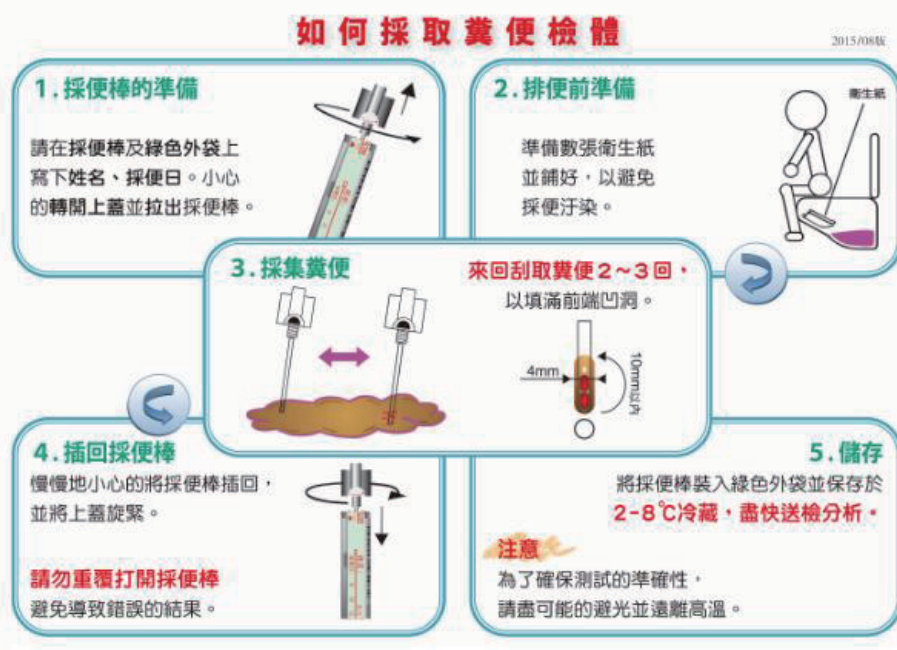 如何採取糞便檢體
2015/08版
1.採便棒的準備
請在採便棒及綠色外袋上
寫下姓名、採便日。小心
的轉開上蓋並拉出採便棒。
2.排便前準備
準備數張衛生紙
並鋪好，以避免
採便汙染。
衛生紙
3.採集糞便
來回刮取糞便2～3回，
以填滿前端凹洞。
4mm
10mm以內
4.插回採便棒
慢慢地小心的將採便棒插回，
並將上蓋旋緊。
請勿重覆打開採便棒
避免導致錯誤的結果。
5.儲存
將採便棒裝入綠色外袋並保存於
2-8℃冷藏，盡快送檢分析。
注意
為了確保測試的準確性，
請盡可能的避光並遠離高溫。